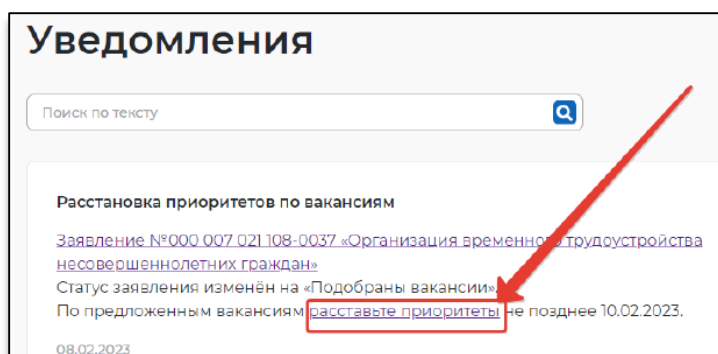 Уведомления
Поиск по тексту
Расстановка приоритетов по вакансиям
Заявление №000 007 021 108-0037 «Организация временного трудоустройства
несовершеннолетних граждан»
Статус заявления изменён на «Подобраны вакансии».
По предложенным вакансиям расставьте приоритеты не позднее 10.02.2023.
08.02.2023